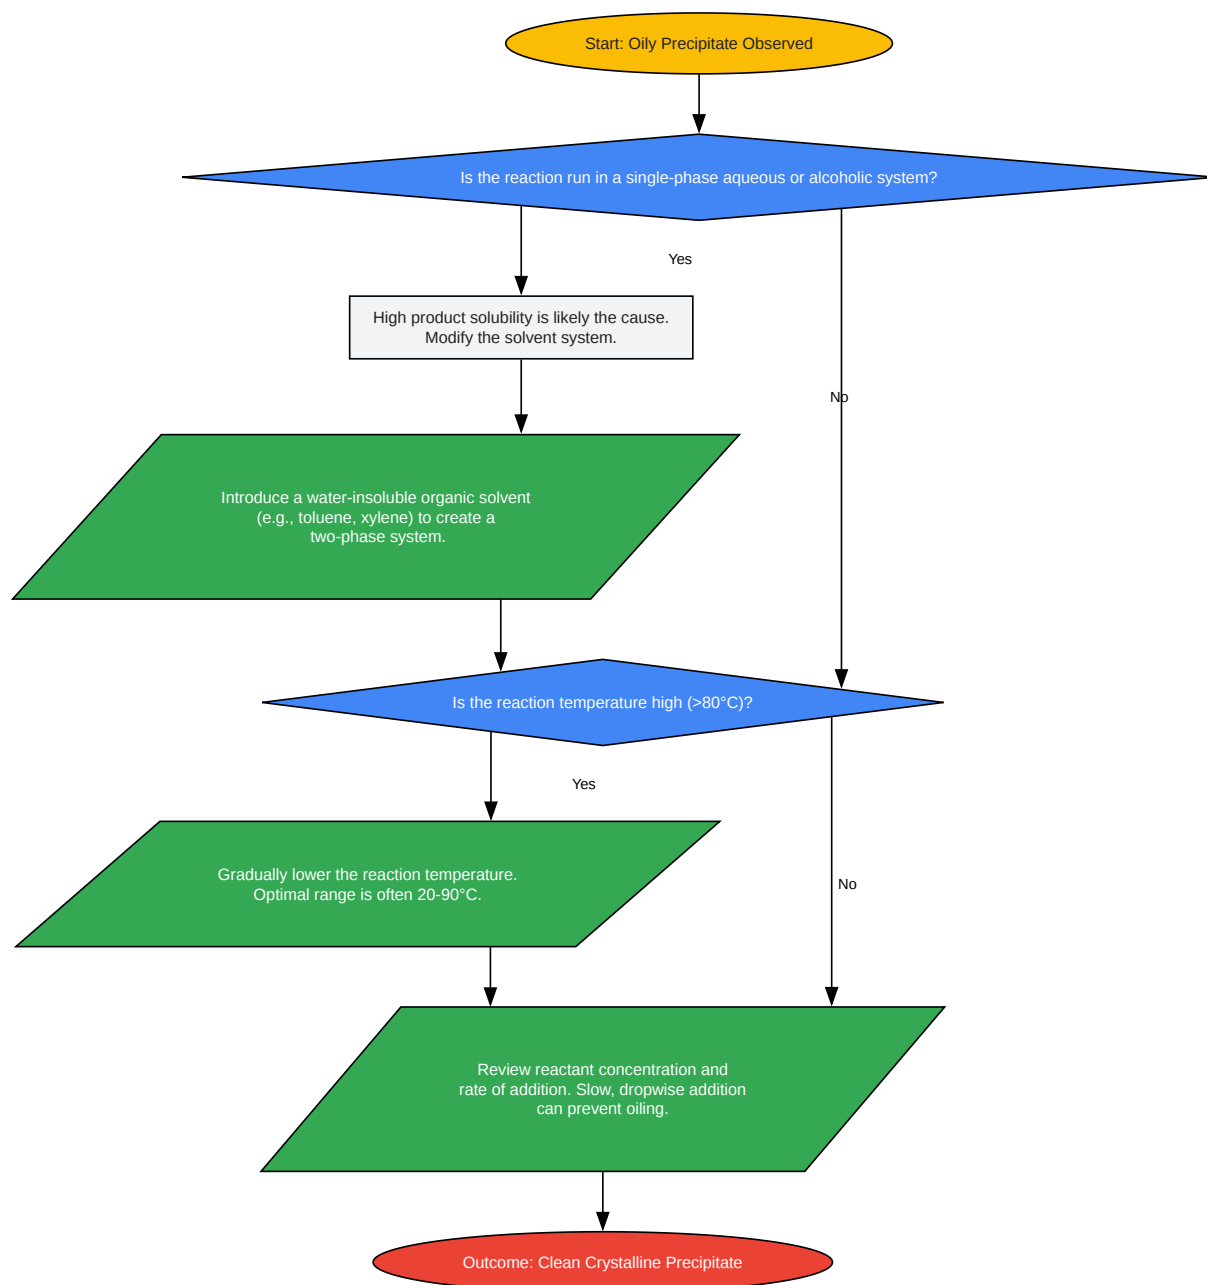 Start: Oily Precipitate Observed
Is the reaction run in a single-phase aqueous or alcoholic system?
Yes
High product solubility is likely the cause.
Modify the solvent system.
No
Introduce a water-insoluble organic solvent
(e.g., toluene, xylene) to create a
two-phase system.
Is the reaction temperature high (>80°C)?
Yes
Gradually lower the reaction temperature.
Optimal range is often 20-90°C.
No
Review reactant concentration and
rate of addition. Slow, dropwise addition
can prevent oiling.
Outcome: Clean Crystalline Precipitate